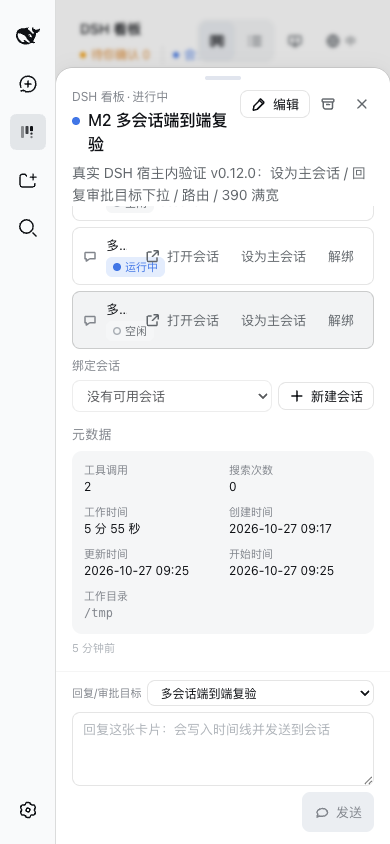 DSH 看板
待你确认 0
DSH 看板 · 进行中
编辑
M2 多会话端到端复
验
真实 DSH 宿主内验证 v0.12.0：设为主会话 / 回
复审批目标下拉 / 路由 / 390 满宽
多...
运行中
打开会话
设为主会话
解绑
多...
空闲
打开会话
设为主会话
解绑
绑定会话
没有可用会话
新建会话
元数据
工具调用
2
搜索次数
0
工作时间
5 分 55 秒
创建时间
2026-10-27 09:17
更新时间
2026-10-27 09:25
开始时间
2026-10-27 09:25
工作目录
/tmp
5 分钟前
回复/审批目标
多会话端到端复验
回复这张卡片：会写入时间线并发送到会话
发送